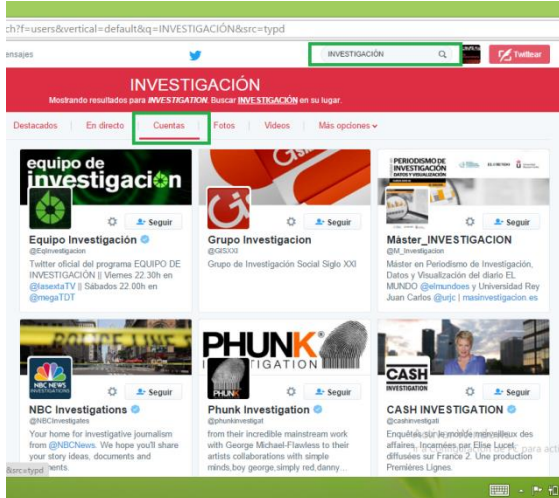 ch?f=users&vertical=default&q=INVESTIGACIÓN&src=typd
ensajes
INVESTIGACIÓN
Twittear
INVESTIGACIÓN
Mostrando resultados para INVESTIGATION. Buscar INVESTIGACIÓN en su lugar.
Destacados
En directo
Cuentas
Fotos
Videos
Más opciones
equipo de
investigación
Seguir
Equipo Investigación
@EqInvestigacion
Twitter oficial del programa EQUIPO DE
INVESTIGACIÓN || Viernes 22.30h en
@lasextaTV || Sábados 22.00h en
@megaTDT
Gi
Seguir
Grupo Investigacion
@GISXXI
Grupo de Investigación Social Siglo XXI
PERIODISMO DE
INVESTIGACIÓN
DATOS Y VISUALIZACIÓN
EL MUNDO
Seguir
Máster_INVESTIGACION
@M_Investigacion
Máster en Periodismo de Investigación,
Datos y Visualización del diario EL
MUNDO @elmundoes y Universidad Rey
Juan Carlos @urjc | masinvestigacion.es
POLICE LINE
NBC NEWS
INVESTIGATIONS
Seguir
NBC Investigations
@NBCInvestigates
Your home for investigative journalism
from @NBCNews. We hope you'll share
your story ideas, documents and
ents.
PHUNK
INVESTIGATION
PHUNK
Seguir
Phunk Investigation
@phunkinvestigat
from their incredible mainstream work
with George Michael-Flawless to their
artists collaborations with simple
minds,boy george,simply red,danny...
CASH
INVESTIGATION
Seguir
CASH INVESTIGATION
@cashinvestigati
Enquêtes sur le monde merveilleux des
affaires. Incarnées par Elise Lucet,
diffusées sur France 2. Une production
Premières Lignes.
&src=typd